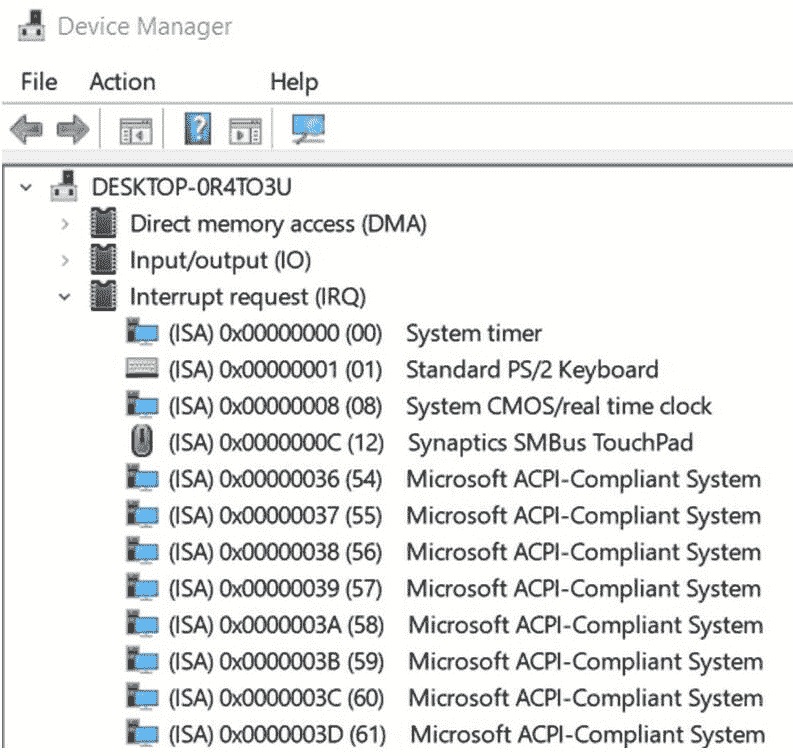 Device Manager
File Action Help
DESKTOP-0R4TO3U
Direct memory access (DMA)
Input/output (IO)
Interrupt request (IRQ)
(ISA) 0x00000000 (00) System timer
(ISA) 0x00000001 (01) Standard PS/2 Keyboard
(ISA) 0x00000008 (08) System CMOS/real time clock
(ISA) 0x0000000C (12) Synaptics SMBus TouchPad
(ISA) 0x00000036 (54) Microsoft ACPI-Compliant System
(ISA) 0x00000037 (55) Microsoft ACPI-Compliant System
(ISA) 0x00000038 (56) Microsoft ACPI-Compliant System
(ISA) 0x00000039 (57) Microsoft ACPI-Compliant System
(ISA) 0x0000003A (58) Microsoft ACPI-Compliant System
(ISA) 0x0000003B (59) Microsoft ACPI-Compliant System
(ISA) 0x0000003C (60) Microsoft ACPI-Compliant System
(ISA) 0x0000003D (61) Microsoft ACPI-Compliant System